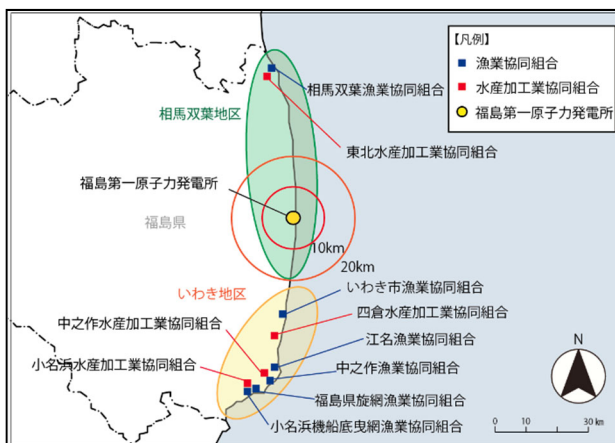 【凡例】
漁業協同組合
水産加工業協同組合
福島第一原子力発電所
相馬双葉漁業協同組合
相馬双葉地区
東北水産加工業協同組合
福島第一原子力発電所
福島県
10km
20km
いわき地区
いわき市漁業協同組合
四倉水産加工業協同組合
中之作水産加工業協同組合
江名漁業協同組合
小名浜水産加工業協同組合
中之作漁業協同組合
福島県旋網漁業協同組合
小名浜機船底曳網漁業協同組合
N
0 10 20 30 km